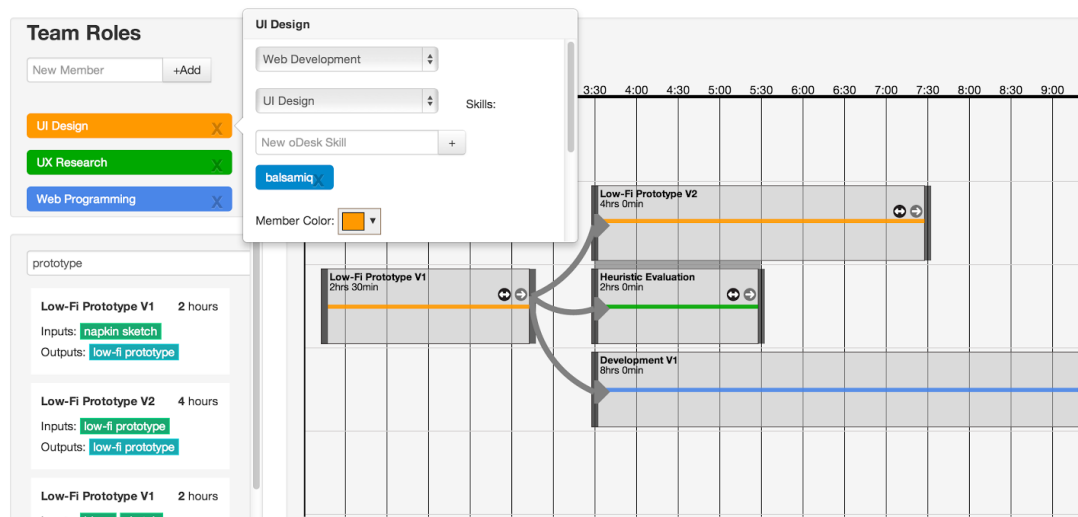 Team Roles
New Member
+Add
UI Design
X
UX Research
X
Web Programming
X
UI Design
Web Development
UI Design
Skills:
New oDesk Skill
+
balsamiq X
Member Color:
3:30 4:00 4:30 5:00 5:30 6:00 6:30 7:00 7:30 8:00 8:30 9:00
prototype
Low-Fi Prototype V1 2 hours
Inputs: napkin sketch
Outputs: low-fi prototype
Low-Fi Prototype V2 4 hours
Inputs: low-fi prototype
Outputs: low-fi prototype
Low-Fi Prototype V1 2 hours
Low-Fi Prototype V2
4hrs 0min
Low-Fi Prototype V1
2hrs 30min
Heuristic Evaluation
2hrs 0min
Development V1
8hrs 0min